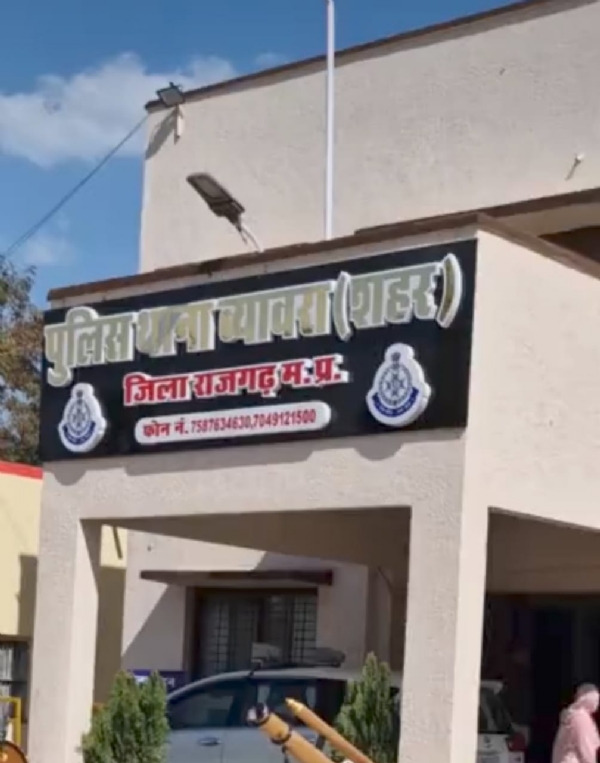 पुलिस थाना ब्यावरा (शहर)
जिला राजगढ़ म.प्र.
फोन नं. 7587634630,7049121500